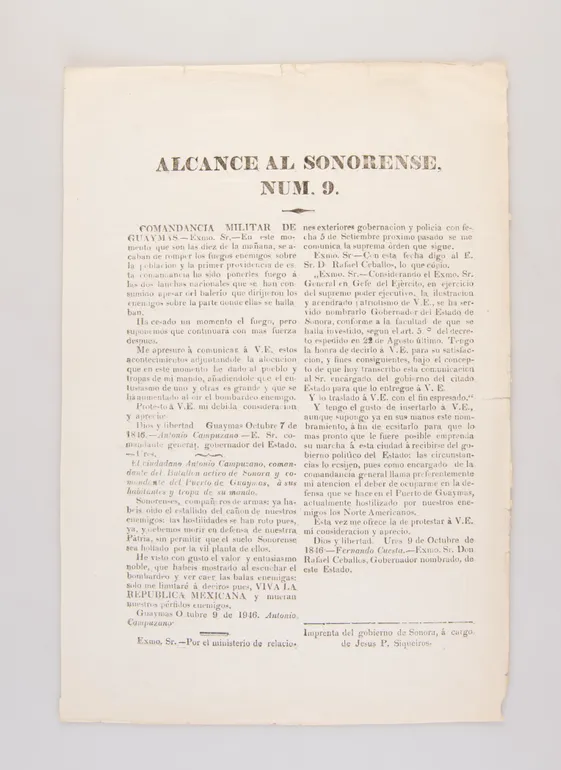 ALCANCE AL SONORENSE,
NUM. 9.
COMANDANCIA MILITAR DE
GUAYMAS.—Exmo. Sr.—En este mo-
mento que son las diez de la mañana, se a-
caban de romper los fuegos enemigos sobre
la poblacion y la primer providencia de es
ta comandancia ha sido ponerles fuego á
las dos lanchas nacionales que se han con-
sumido apesar del balerio que dirijeron los
enemigos sobre la parte donde ellas se halla
ban.
Ha cesado un momento el fuego, pero
suponemos que continuará con mas fuerza
despues.
Me apresuro á comunicar á V.E. estos
acontecimientos adjuntandole la alocucion
que en este momento he dado al pueblo y
tropas de mi mando, añadiendole que el en-
tusiasmo de uno y otras es grande y que se
ha aumentado al oir el bombardeo enemigo.
Protesto á V.E. mi debida consideracion
y aprecio
Dios y libertad Guaymas Octubre 7 de
1846.—Antonio Campuzano—E. Sr. co-
mandante general, gobernador del Estado.
—Ures.
El ciudadano Antonio Campuzano, coman-
dante del Batallon activo de Sonora y co-
mandante del Puerto de Guaymas, á sus
habitantes y tropa de su mando.
Sonorenses, compañeros de armas: ya ha-
beis oido el estallido del cañon de nuestros
enemigos: las hostilidades se han roto pues,
ya, y debemos morir en defensa de nuestra
Patria, sin permitir que el suelo Sonorense
sea hollado por la vil planta de ellos.
He visto con gusto el valor y entusiasmo
noble, que habeis mostrado al escuchar el
bombardeo y ver caer las balas enemigas:
solo me limitaré á deciros pues, VIVA LA
REPUBLICA MEXICANA y mueran
nuestros pérfidos enemigos.
Guaymas O tubre 9 de 1946. Antonio
Campuzano
Exmo. Sr.—Por el ministerio de relacio-
nes exteriores gobernacion y policia con fe-
cha 5 de Setiembre proximo pasado se me
comunica la suprema órden que sigue.
Exmo. Sr—Con esta fecha digo al E.
Sr. D Rafael Ceballos, lo que cópio.
„Exmo. Sr.—Considerando el Exmo. Sr.
General en Gefe del Ejército, en ejercicio
del supremo poder ejecutivo, la ilustracion
y acendrado patriotismo de V.E., se ha ser-
vido nombrarlo Gobernador del Estado de
Sonora, conforme a la facultad de que se
halla investido, segun el art. 5 ° del decre-
to espedido en 22 de Agosto último. Tengo
la honra de decirlo á V.E. para su satisfac-
cion, y fines consiguientes, bajo el concep-
to de que hoy transcribo esta comunicacion
al Sr. encargado del gobierno del citado
Estado para que lo entregue á V. E.
Y lo traslado á V.E. con el fin espresado."
Y tengo el gusto de insertarlo á V.E.,
aunque supongo ya en sus manos este nom-
bramiento, á fin de ecsitarlo para que lo
mas pronto que le fuere posible emprenda
su marcha á esta ciudad á recibirse del go-
bierno politico del Estado: las circunstan-
cias lo ecsijen, pues como encargado de la
comandancia general llama preferentemente
mi atencion el deber de ocuparme en la de-
fensa que se hace en el Puerto de Guaymas,
actualmente hostilizado por nuestros ene-
migos los Norte Americanos.
Esta vez me ofrece la de protestar á V.E.
mi consideracion y aprecio.
Dios y libertad. Ures 9 de Octubre de
1846—Fernando Cuesta.—Exmo. Sr. Don
Rafael Ceballos, Gobernador nombrado, de
este Estado.
Imprenta del gobierno de Sonora, á cargo
de Jesus P. Siqueiros.